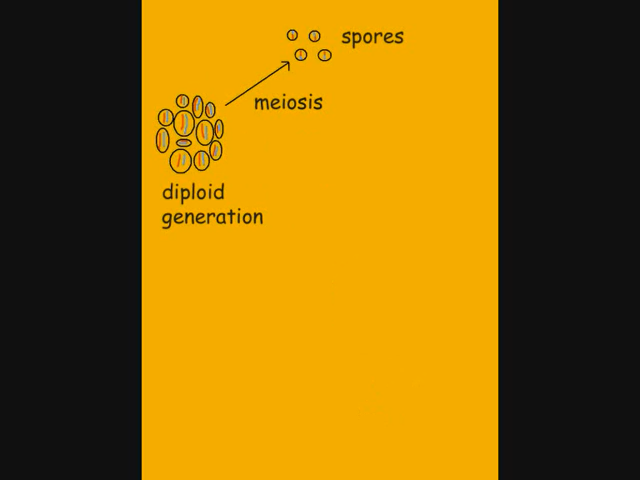 spores
meiosis
diploid
generation